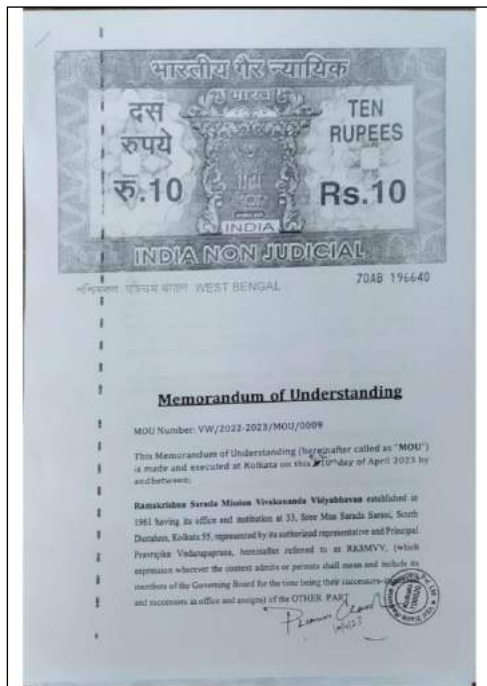 भारतीय गैर न्यायिक
भारत
दस
रुपये
रु.10
TEN
RUPEES
Rs.10
INDIA
INDIA NON JUDICIAL
पश्चिम बंगाल WEST BENGAL
70AB 196640
Memorandum of Understanding
MOU Number: VW/2022-2023/MOU/0009
This Memorandum of Understanding (hereinafter called as "MOU")
is made and executed at Kolkata on this day of April 2023 by
and between:
Ramakrishna Sarada Mission Vivekananda Vidyabhavan established in
1961 having its office and institution at 33, Sree Maa Sarada Sarani, South
Dumdum, Kolkata 55, represented by its authorized representative and Principal
Pravrajika Vedarupaprana, hereinafter referred to as RKSMVV, (which
expression wherever the context admits or permits shall mean and include its
members of the Governing Board for the time being their successors
and successors in office and assigns) of the OTHER PART